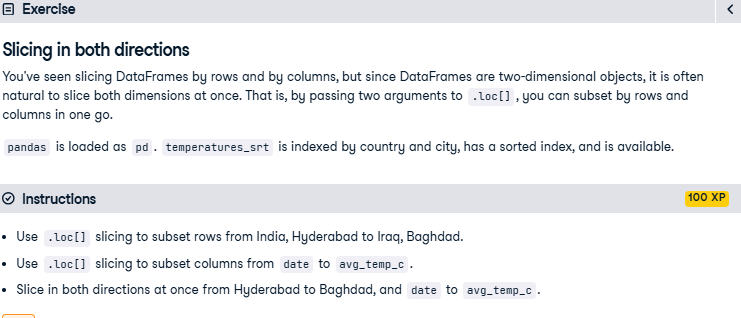 Exercise
Slicing in both directions
You've seen slicing DataFrames by rows and by columns, but since DataFrames are two-dimensional objects, it is often
natural to slice both dimensions at once. That is, by passing two arguments to .loc[] , you can subset by rows and
columns in one go.
pandas is loaded as pd . temperatures_srt is indexed by country and city, has a sorted index, and is available.
Instructions 100 XP
• Use .loc[] slicing to subset rows from India, Hyderabad to Iraq, Baghdad.
• Use .loc[] slicing to subset columns from date to avg_temp_c .
• Slice in both directions at once from Hyderabad to Baghdad, and date to avg_temp_c .